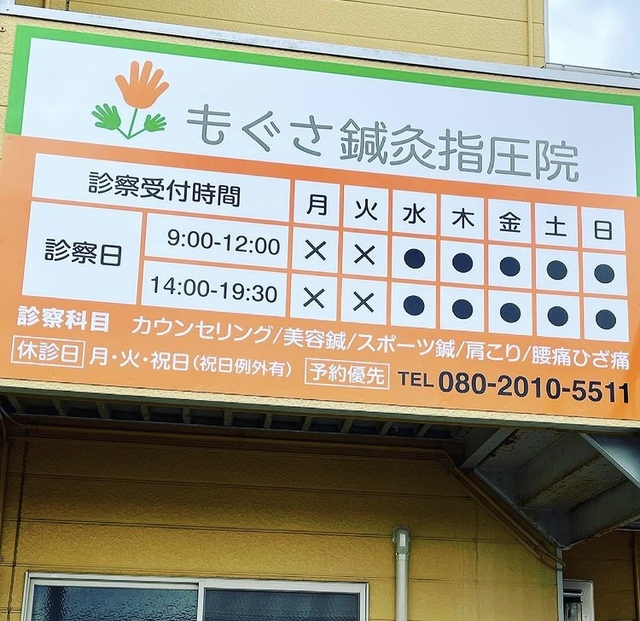 もぐさ鍼灸指圧院
診察受付時間 月 火 水 木 金 土 日
診察日 9:00-12:00 × × ● ● ● ● ●
14:00-19:30 × × ● ● ● ● ●
診察科目 カウンセリング/美容鍼/スポーツ鍼/肩こり/腰痛ひざ痛
休診日 月・火・祝日(祝日例外有) 予約優先 TEL 080-2010-5511